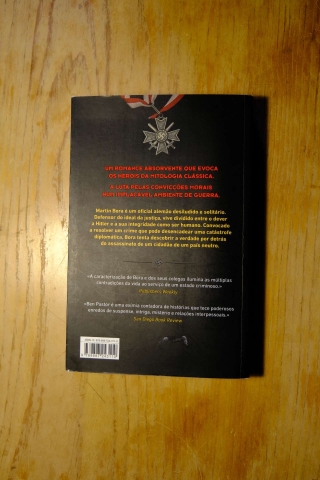 UM ROMANCE ABSORVENTE QUE EVOCA
OS HERÓIS DA MITOLOGIA CLÁSSICA.
A LUTA PELAS CONVICÇÕES MORAIS
NUM IMPLACÁVEL AMBIENTE DE GUERRA.
Martin Bora é um oficial alemão desiludido e solitário.
Defensor do ideal da justiça, vive dividido entre o dever
a Hitler e a sua integridade como ser humano. Convocado
a resolver um crime que pode desencadear uma catástrofe
diplomática, Bora tenta descobrir a verdade por detrás
do assassinato de um cidadão de um país neutro.
«A caracterização de Bora e dos seus colegas ilumina as múltiplas
contradições da vida ao serviço de um estado criminoso.»
Publishers Weekly
«Ben Pastor é uma exímia contadora de histórias que tece poderosos
enredos de suspense, intriga, mistério e relações interpessoais.»
San Diego Book Review